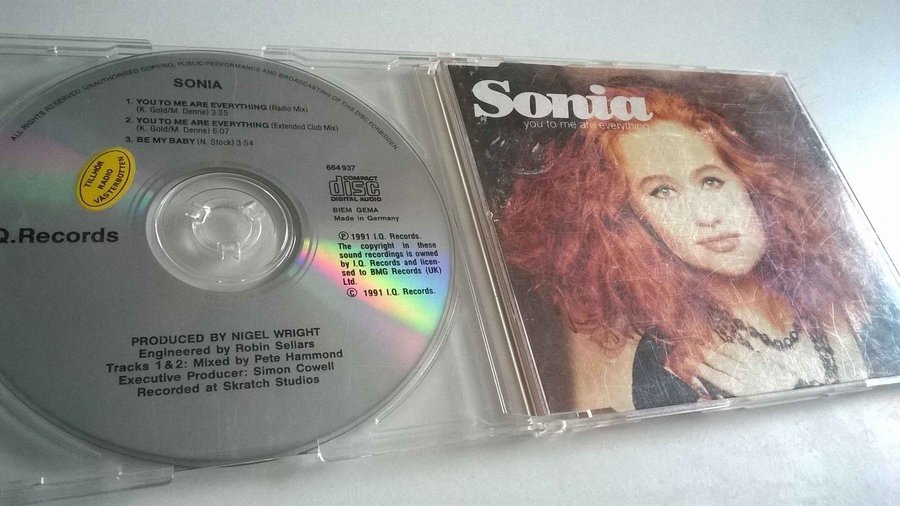 ALL RIGHTS RESERVED, UNAUTHORISED COPYING, PUBLIC PERFORMANCE AND BROADCASTING OF THIS DISC FORBIDDEN
SONIA
1. YOU TO ME ARE EVERYTHING (Radio Mix)
(K. Gold/M. Denne) 3:25
2. YOU TO ME ARE EVERYTHING (Extended Club Mix)
(K. Gold/M. Denne) 6:07
3. BE MY BABY (N. Stock) 3:54
TILLHÖR
RADIO
VÄSTERBOTTEN
.Q.Records
664 937
COMPACT
disc
DIGITAL AUDIO
BIEM GEMA
Made in Germany
Ⓟ 1991 I.Q. Records.
The copyright in these
sound recordings is owned
by I.Q. Records and licen-
sed to BMG Records (UK)
Ltd.
© 1991 I.Q. Records.
PRODUCED BY NIGEL WRIGHT
Engineered by Robin Sellars
Tracks 1 & 2: Mixed by Pete Hammond
Executive Producer: Simon Cowell
Recorded at Skratch Studios
Sonia
you to me are everything